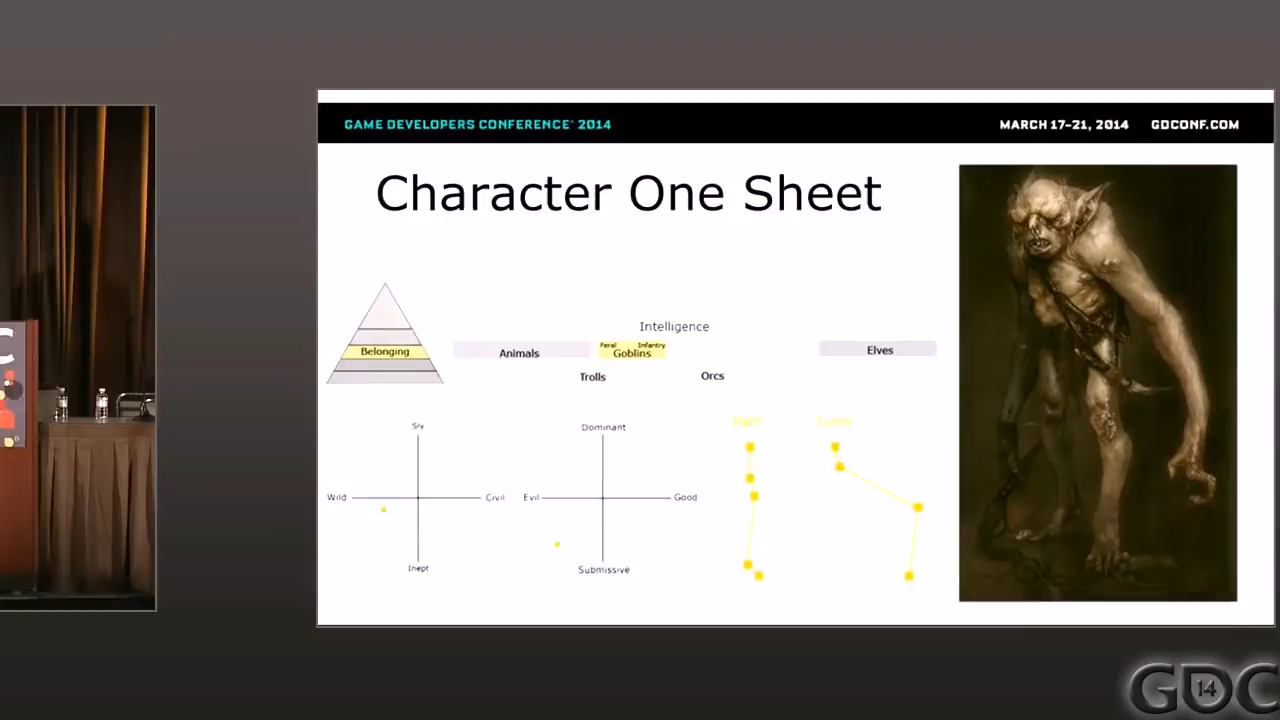 GAME DEVELOPERS CONFERENCE 2014
MARCH 17-21, 2014 GDCONF.COM
Character One Sheet
Intelligence
Belonging
Animals
Feral Infantry
Goblins
Elves
Trolls
Orcs
Sly
Wild
Civil
Inept
Dominant
Evil
Good
Submissive
GDC 14